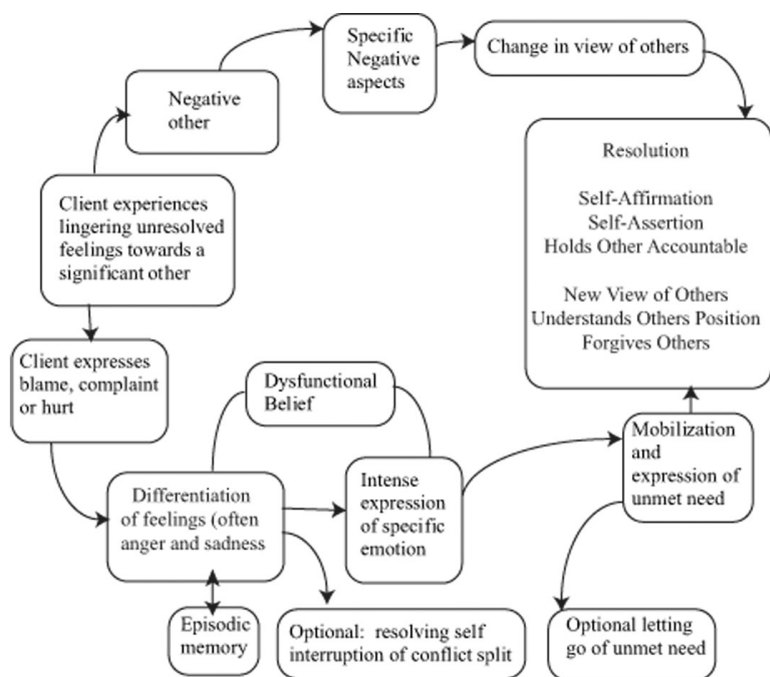 Specific
Negative
aspects
Change in view of others
Negative
other
Resolution
Self-Affirmation
Self-Assertion
Holds Other Accountable
New View of Others
Understands Others Position
Forgives Others
Client experiences
lingering unresolved
feelings towards a
significant other
Client expresses
blame, complaint
or hurt
Dysfunctional
Belief
Mobilization
and
expression of
unmet need
Differentiation
of feelings (often
anger and sadness
Intense
expression
of specific
emotion
Episodic
memory
Optional: resolving self
interruption of conflict split
Optional letting
go of unmet need